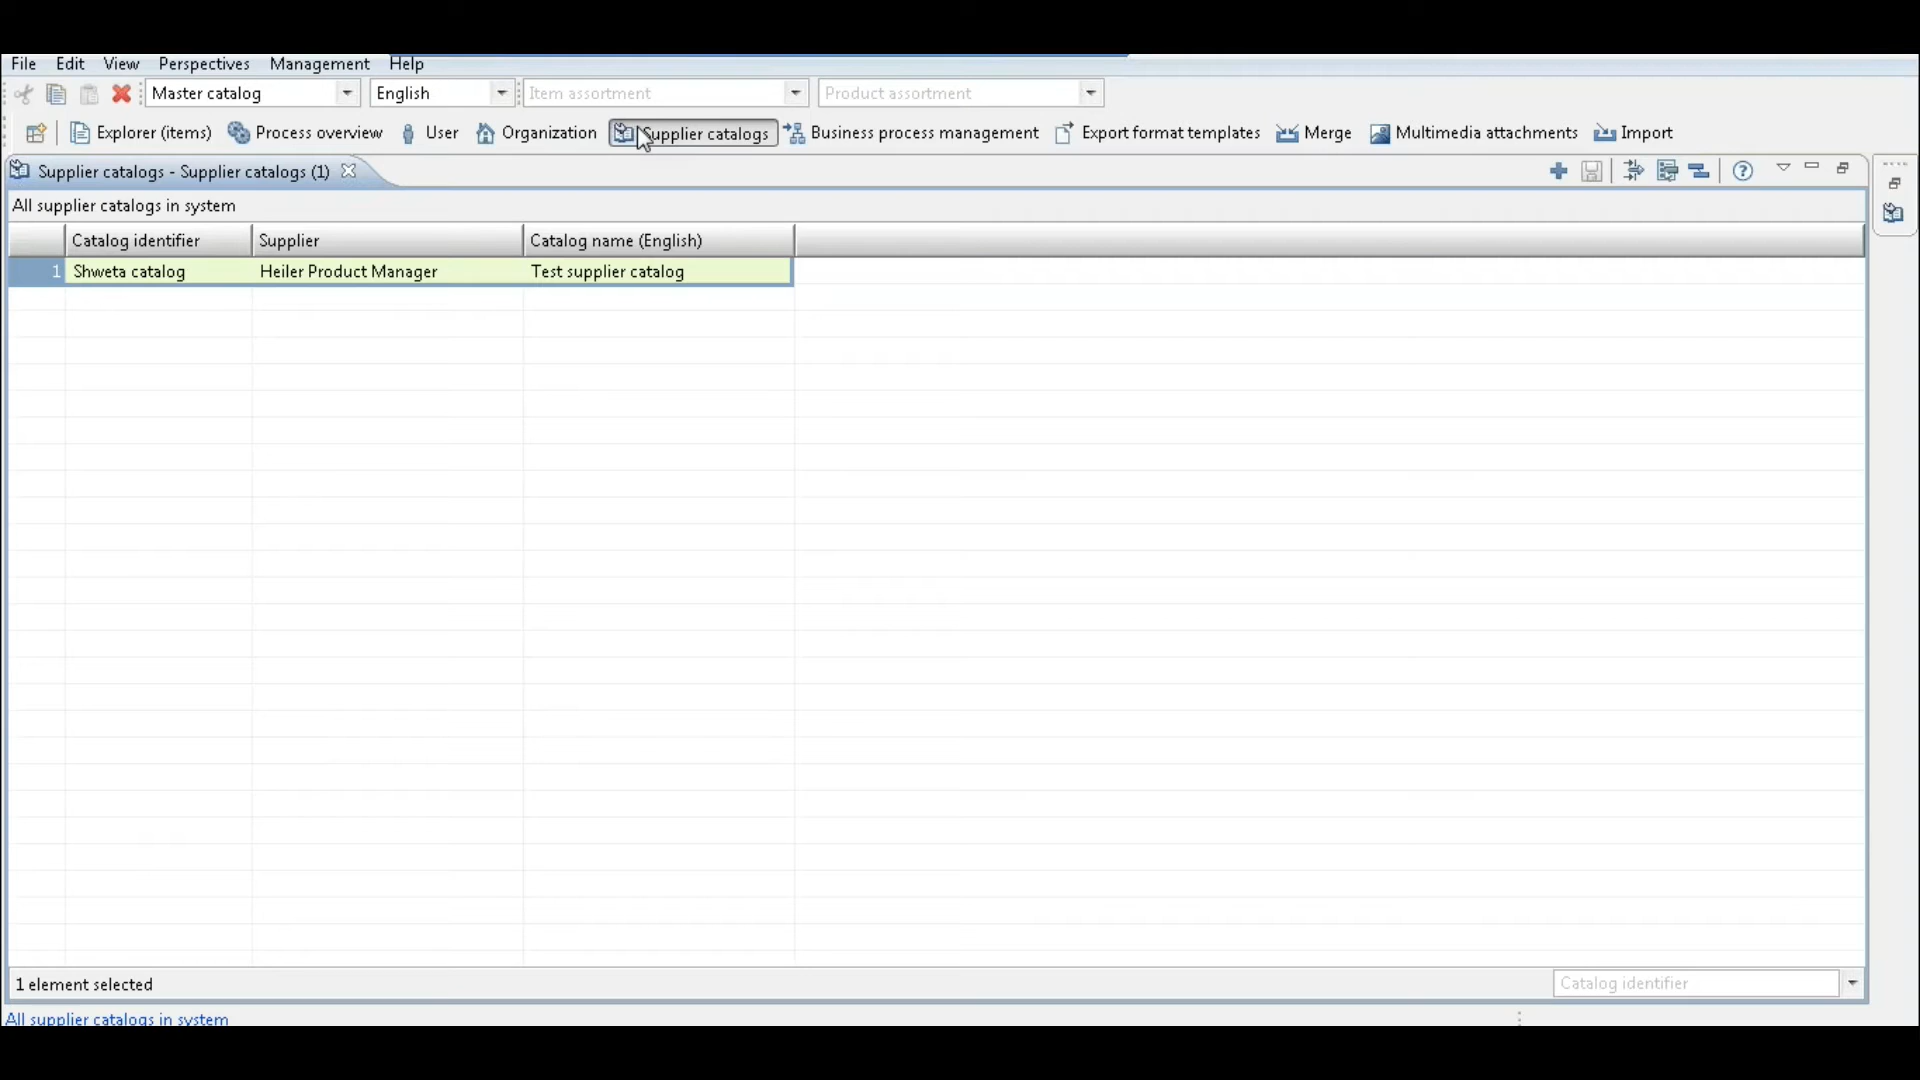 File Edit View Perspectives Management Help
Master catalog English Item assortment Product assortment
Explorer (items) Process overview User Organization Supplier catalogs Business process management Export format templates Merge Multimedia attachments Import
Supplier catalogs - Supplier catalogs (1)
All supplier catalogs in system
Catalog identifier Supplier Catalog name (English)
1 Shweta catalog Heiler Product Manager Test supplier catalog
1 element selected Catalog identifier
All supplier catalogs in system